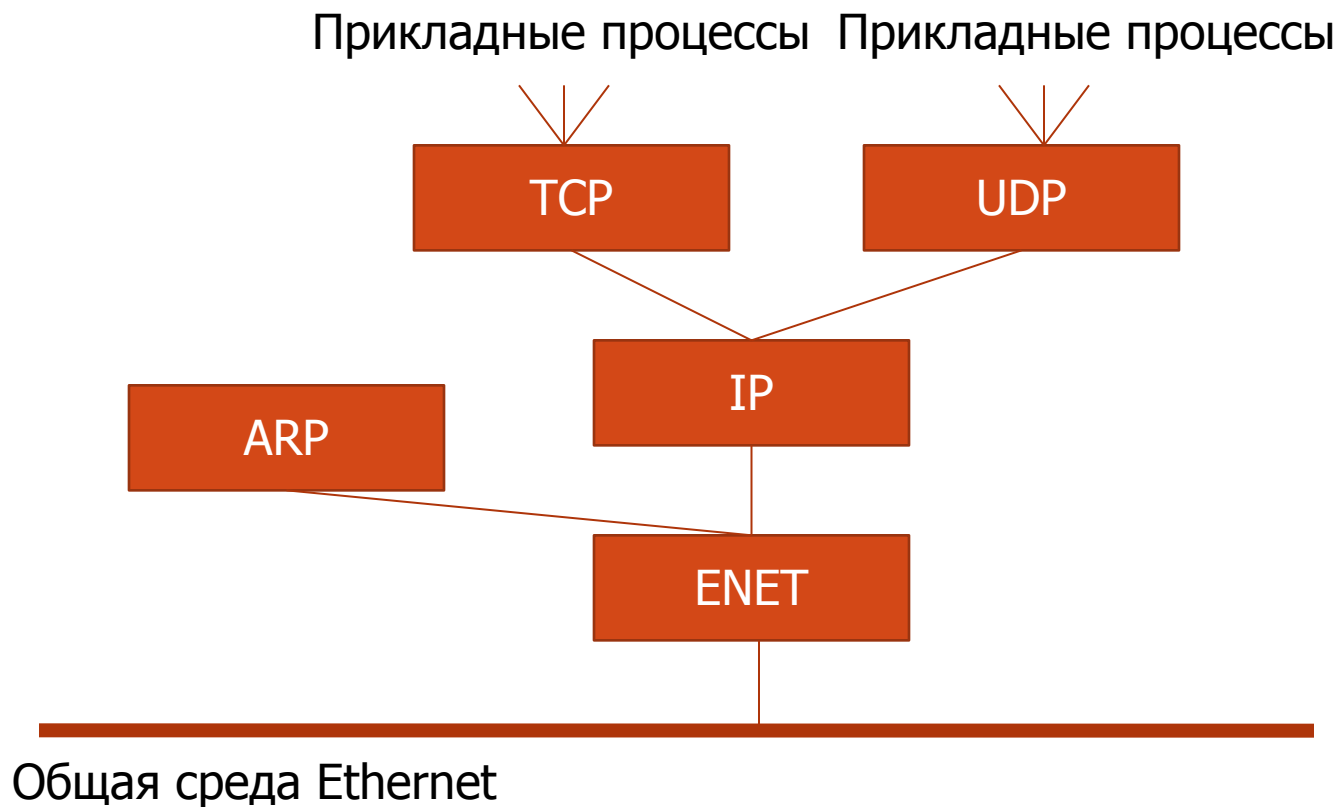 Прикладные процессы Прикладные процессы
TCP
UDP
IP
ARP
ENET
Общая среда Ethernet